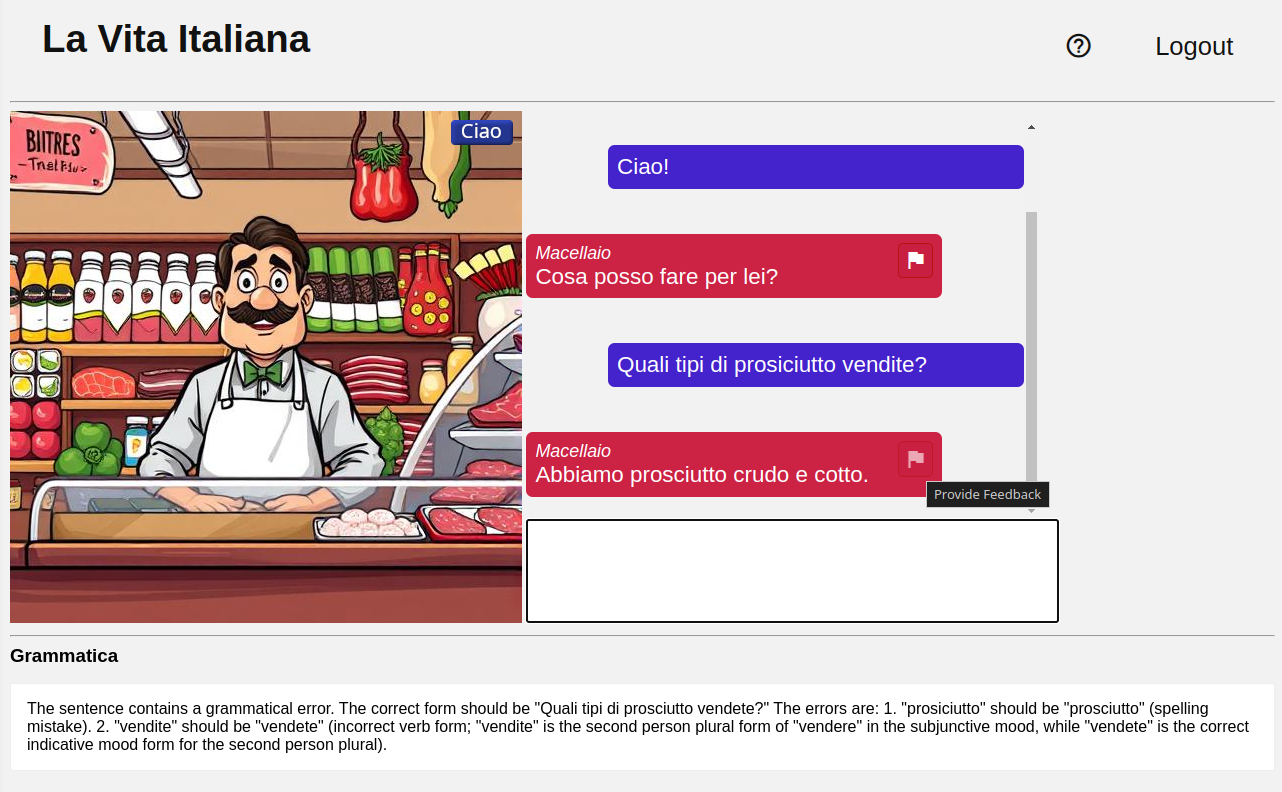 La Vita Italiana
Logout
BIITRES
Ciao
Ciao!
Macellaio
Cosa posso fare per lei?
Quali tipi di prosiciutto vendite?
Macellaio
Abbiamo prosciutto crudo e cotto.
Provide Feedback
Grammatica
The sentence contains a grammatical error. The correct form should be "Quali tipi di prosciutto vendete?" The errors are: 1. "prosiciutto" should be "prosciutto" (spelling
mistake). 2. "vendite" should be "vendete" (incorrect verb form; "vendite" is the second person plural form of "vendere" in the subjunctive mood, while "vendete" is the correct
indicative mood form for the second person plural).